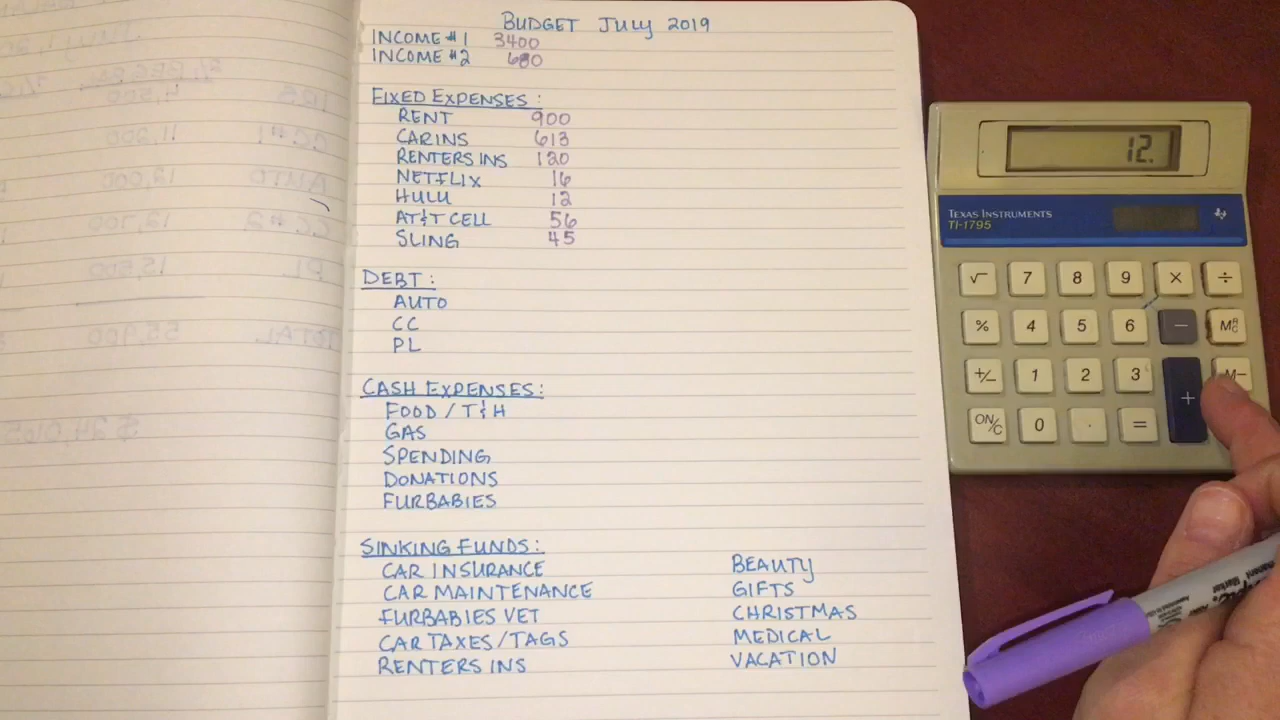 BUDGET JULY 2019
INCOME #1 3400
INCOME #2 680
FIXED EXPENSES:
RENT 900
CAR INS 613
RENTERS INS 120
NETFLIX 16
HULU 12
AT&T CELL 56
SLING 45
DEBT:
AUTO
CC
PL
CASH EXPENSES:
FOOD / T&H
GAS
SPENDING
DONATIONS
FURBABIES
SINKING FUNDS:
CAR INSURANCE
CAR MAINTENANCE
FURBABIES VET
CAR TAXES/TAGS
RENTERS INS
BEAUTY
GIFTS
CHRISTMAS
MEDICAL
VACATION
12.
TEXAS INSTRUMENTS
TI-1795
√ 7 8 9 × ÷
% 4 5 6 − MRC
+/− 1 2 3 + M−
ON/C 0 . =
Marker